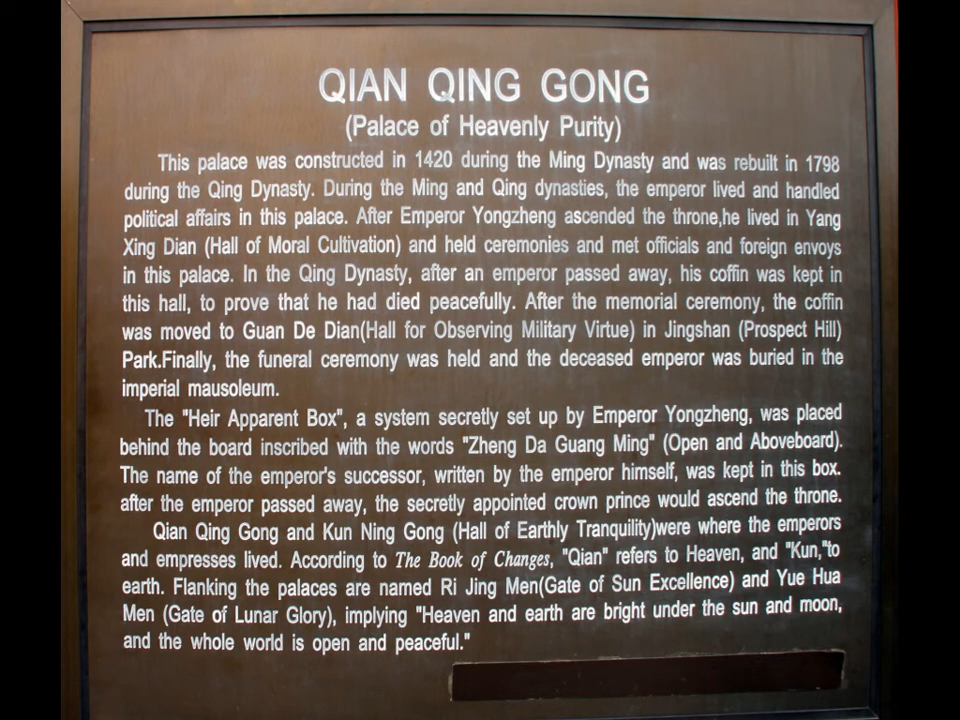 QIAN QING GONG
(Palace of Heavenly Purity)
This palace was constructed in 1420 during the Ming Dynasty and was rebuilt in 1798
during the Qing Dynasty. During the Ming and Qing dynasties, the emperor lived and handled
political affairs in this palace. After Emperor Yongzheng ascended the throne,he lived in Yang
Xing Dian (Hall of Moral Cultivation) and held ceremonies and met officials and foreign envoys
in this palace. In the Qing Dynasty, after an emperor passed away, his coffin was kept in
this hall, to prove that he had died peacefully. After the memorial ceremony, the coffin
was moved to Guan De Dian(Hall for Observing Military Virtue) in Jingshan (Prospect Hill)
Park.Finally, the funeral ceremony was held and the deceased emperor was buried in the
imperial mausoleum.
The "Heir Apparent Box", a system secretly set up by Emperor Yongzheng, was placed
behind the board inscribed with the words "Zheng Da Guang Ming" (Open and Aboveboard).
The name of the emperor's successor, written by the emperor himself, was kept in this box.
after the emperor passed away, the secretly appointed crown prince would ascend the throne.
Qian Qing Gong and Kun Ning Gong (Hall of Earthly Tranquility)were where the emperors
and empresses lived. According to The Book of Changes, "Qian" refers to Heaven, and "Kun,"to
earth. Flanking the palaces are named Ri Jing Men(Gate of Sun Excellence) and Yue Hua
Men (Gate of Lunar Glory), implying "Heaven and earth are bright under the sun and moon,
and the whole world is open and peaceful."